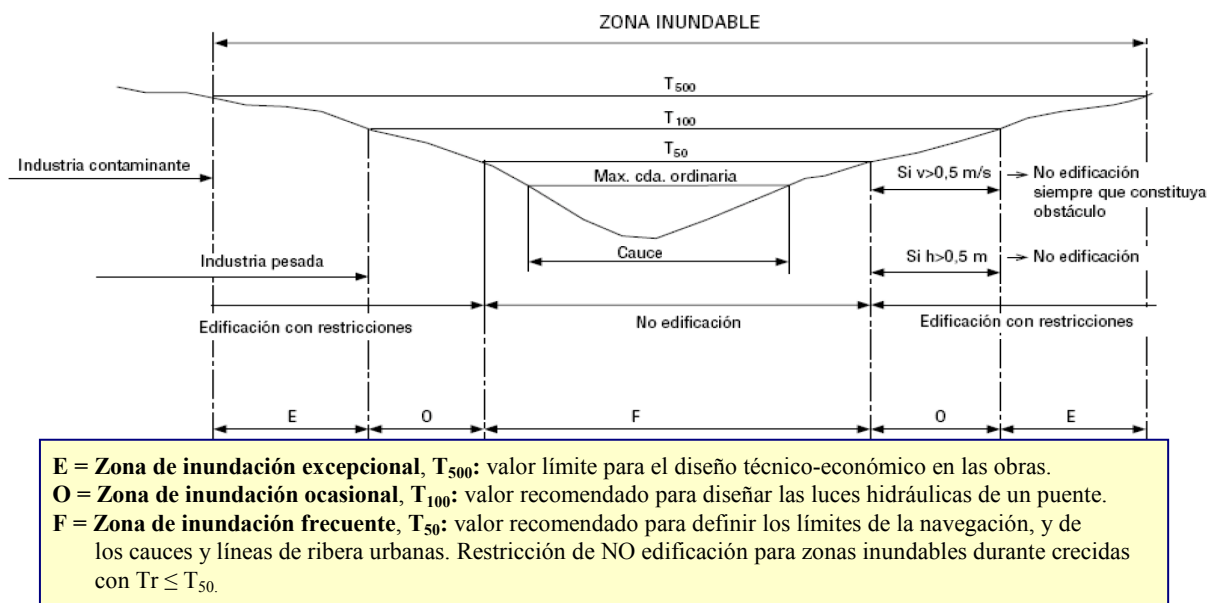 ZONA INUNDABLE
T500
T100
T50
Industria contaminante
Max. cda. ordinaria
Si v>0,5 m/s
No edificación
siempre que constituya
obstáculo
Cauce
Industria pesada
Si h>0,5 m
No edificación
Edificación con restricciones
No edificación
Edificación con restricciones
E
O
F
O
E
E = Zona de inundación excepcional, T500: valor límite para el diseño técnico-económico en las obras.
O = Zona de inundación ocasional, T100: valor recomendado para diseñar las luces hidráulicas de un puente.
F = Zona de inundación frecuente, T50: valor recomendado para definir los límites de la navegación, y de
los cauces y líneas de ribera urbanas. Restricción de NO edificación para zonas inundables durante crecidas
con Tr ≤ T50.